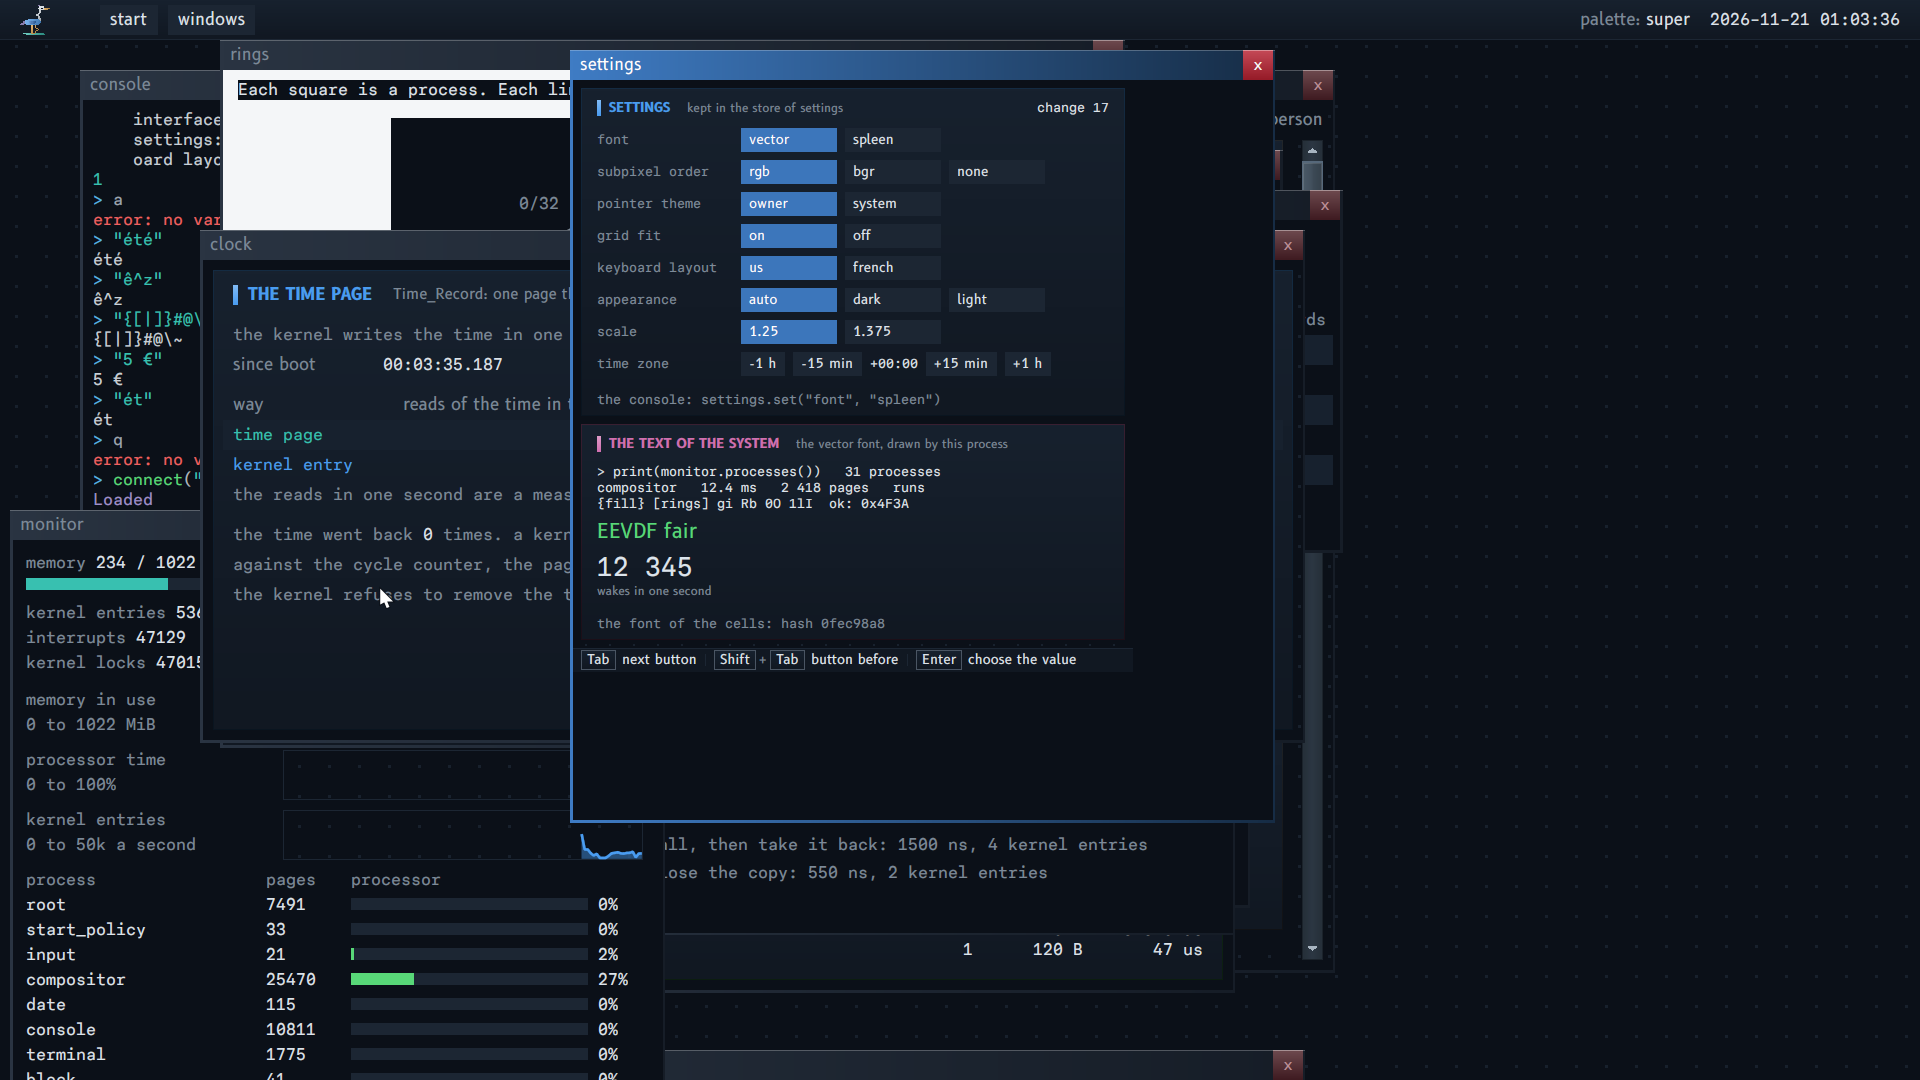 start windows palette: super 2026-11-21 01:03:36
rings
settings x
console
x
Each square is a process. Each
SETTINGS kept in the store of settings change 17
font vector spleen
subpixel order rgb bgr none
pointer theme owner system
grid fit on off
keyboard layout us french
appearance auto dark light
scale 1.25 1.375
time zone -1 h -15 min +00:00 +15 min +1 h
the console: settings.set("font", "spleen")
THE TEXT OF THE SYSTEM the vector font, drawn by this process
> print(monitor.processes()) 31 processes
compositor 12.4 ms 2 418 pages runs
{fill} [rings] gi Rb 0O 1lI ok: 0x4F3A
EEVDF fair
12 345
wakes in one second
the font of the cells: hash 0fec98a8
Tab next button Shift + Tab button before Enter choose the value
interface
settings:
oard
1
> a
error: no
> "été"
été
> "ê^z"
ê^z
> "{[|]}#@\
{[|]}#@\~
> "5 €"
5 €
> "ét"
ét
> q
error: no
> connect("
Loaded
0/32
clock
x
x
THE TIME PAGE Time_Record: one page
the kernel writes the time in one
since boot 00:03:35.187
way reads of the time in
time page
kernel entry
the reads in one second are a
the time went back 0 times. a
against the cycle counter, the
the kernel refuses to remove the
person
ds
monitor
memory 234 / 1022
kernel entries
interrupts 47129
kernel locks
memory in use
0 to 1022 MiB
processor time
0 to 100%
kernel entries
0 to 50k a second
process pages processor
root 7491 0%
start_policy 33 0%
input 21 2%
compositor 25470 27%
date 115 0%
console 10811 0%
terminal 1775 0%
block 41 0%
all, then take it back: 1500 ns, 4 kernel entries
lose the copy: 550 ns, 2 kernel entries
1 120 B 47 us
x